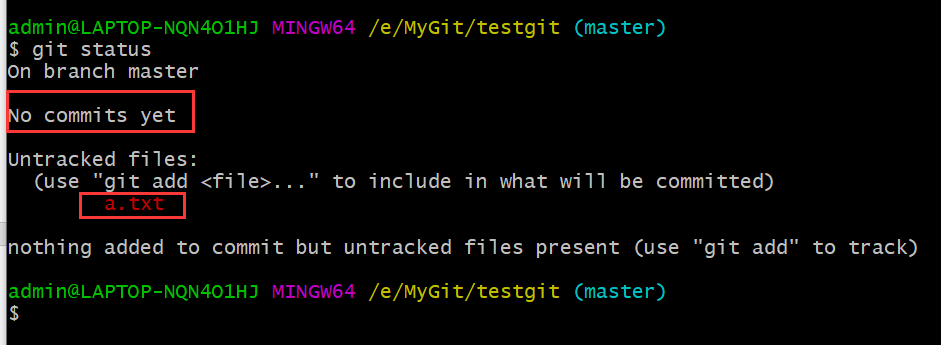 admin@LAPTOP-NQN4O1HJ MINGW64 /e/MyGit/testgit (master)
$ git status
On branch master
No commits yet
Untracked files:
(use "git add <file>..." to include in what will be committed)
a.txt
nothing added to commit but untracked files present (use "git add" to track)
admin@LAPTOP-NQN4O1HJ MINGW64 /e/MyGit/testgit (master)
$